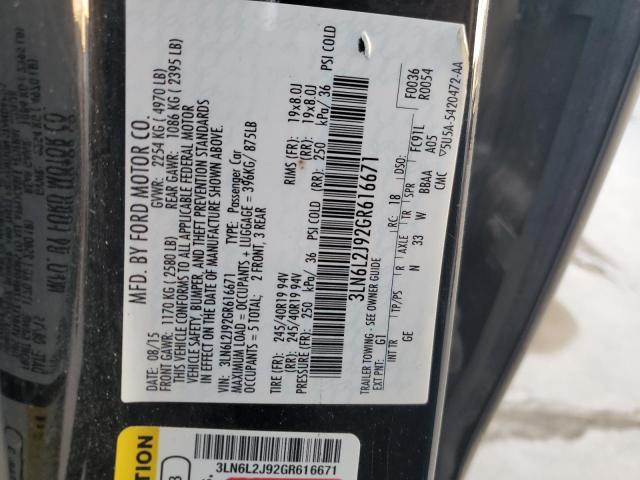 MFD. BY FORD MOTOR CO.
DATE: 08/15 GVWR: 2254 KG ( 4970 LB)
FRONT GAWR: 1170 KG ( 2580 LB) REAR GAWR: 1086 KG ( 2395 LB)
THIS VEHICLE CONFORMS TO ALL APPLICABLE FEDERAL MOTOR
VEHICLE SAFETY, BUMPER, AND THEFT PREVENTION STANDARDS
IN EFFECT ON THE DATE OF MANUFACTURE SHOWN ABOVE.
VIN: 3LN6L2J92GR616671 TYPE: Passenger Car
MAXIMUM LOAD = OCCUPANTS + LUGGAGE = 396KG/ 875LB
OCCUPANTS = 5 TOTAL; 2 FRONT, 3 REAR
TIRE (FR): 245/40R19 94V RIMS (FR): 19x8.0J
(RR): 245/40R19 94V (RR): 19x8.0J
PRESSURE (FR): 250 kPa/ 36 PSI COLD (RR): 250 kPa/ 36 PSI COLD
3LN6L2J92GR616671
TRAILER TOWING - SEE OWNER GUIDE
EXT PNT: G1 RC: 18 DSO: FC91L F0036
INT TR TP/PS R AXLE TR SPR A05 R0054
GE N 33 W BBAA CMC
5U5A-5420472-AA
3LN6L2J92GR616671